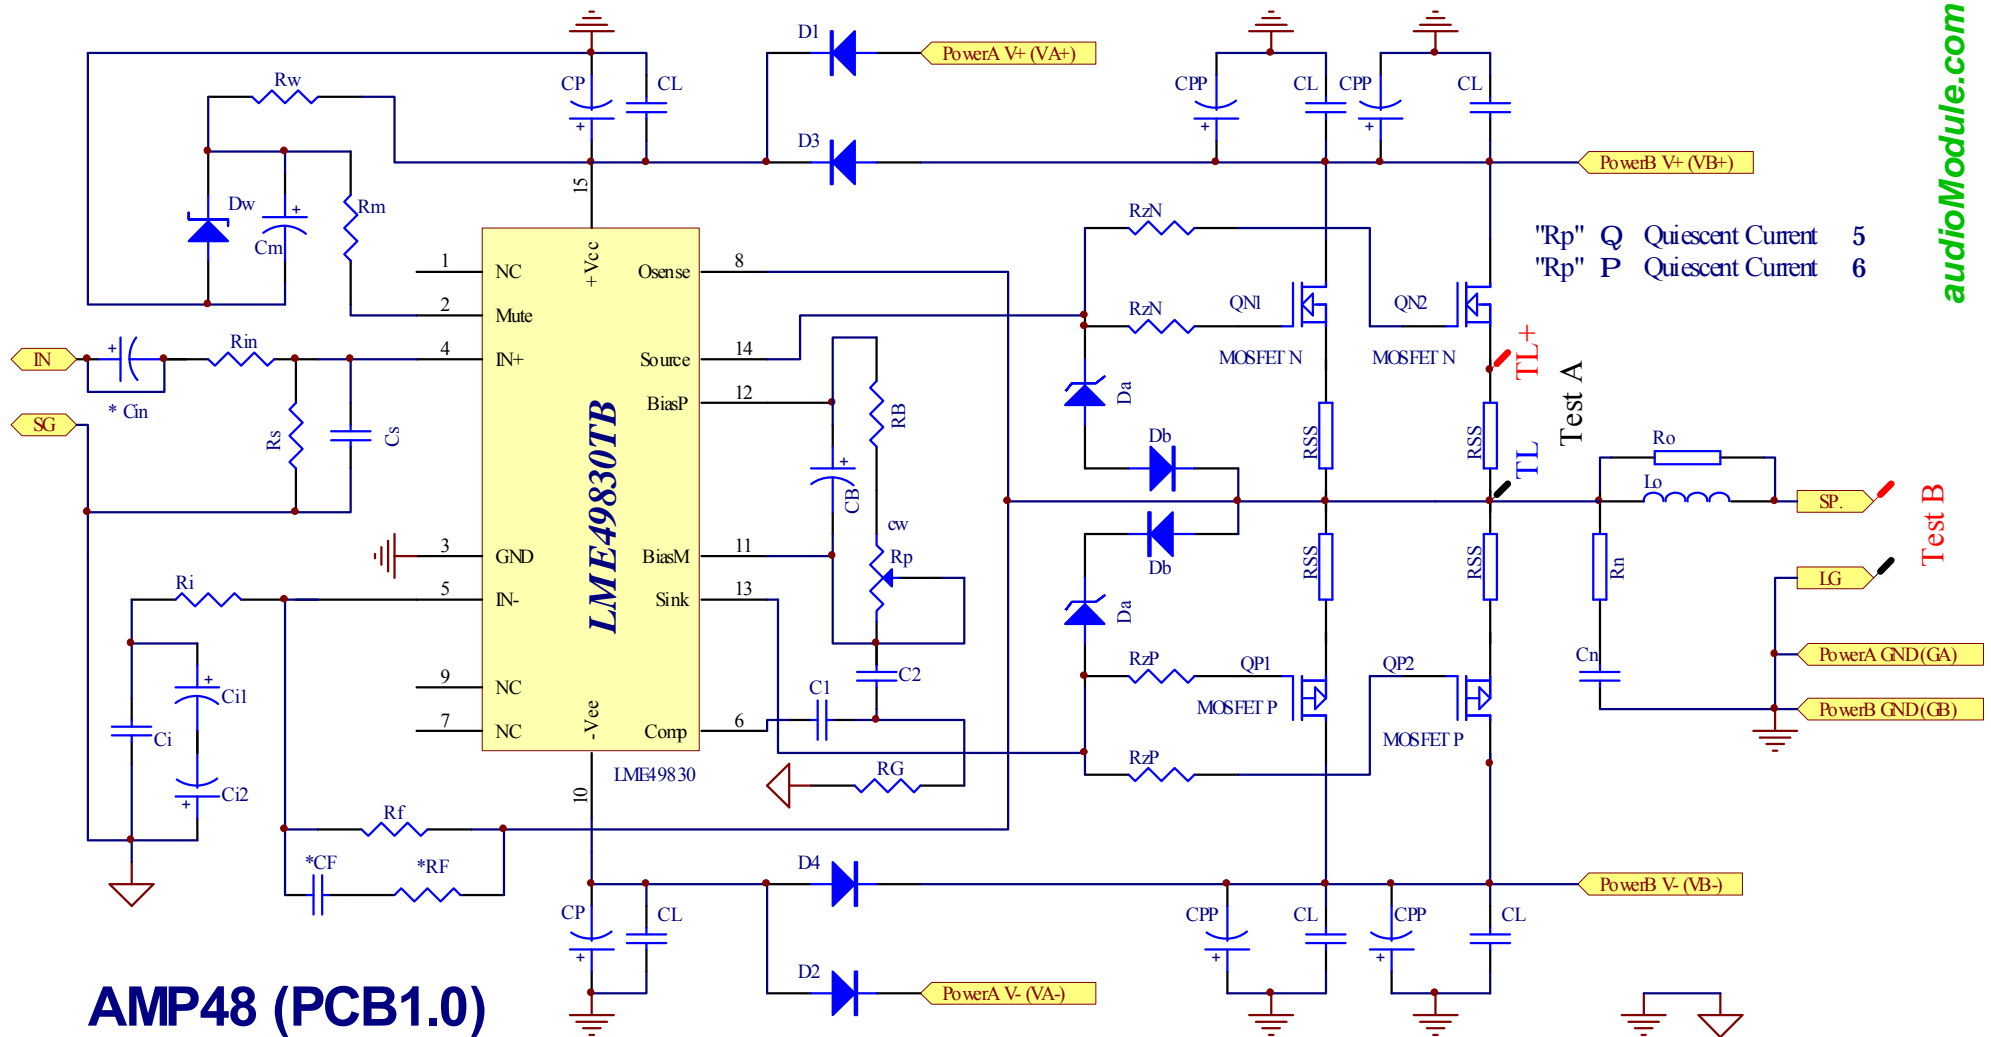 D1
PowerA V+ (VA+)
audioModule.com
Rw
CP
CL
CPP
CL
CPP
CL
+
+
+
D3
PowerB V+ (VB+)
15
Dw
+
Cm
Rm
RzN
"Rp" Q Quiescent Current 5
"Rp" P Quiescent Current 6
1
NC
+Vcc
Osense
8
2
Mute
RzN
QN1
QN2
MOSFET N
MOSFET N
IN
+
Rin
4
IN+
Source
14
TL+
Test A
* Cin
12
BiasP
Da
SG
Rs
Cs
LME49830TB
RB
Db
RSS
RSS
TL
Ro
Lo
+
CB
SP.
Test B
cw
3
GND
BiasM
11
Rp
Db
RSS
RSS
Rn
LG
Ri
5
IN-
Sink
13
Da
RzP
QP1
QP2
Cn
PowerA GND(GA)
9
NC
C2
+
Ci1
C1
MOSFET P
PowerB GND(GB)
Ci
7
NC
-Vee
Comp
6
MOSFET P
LME49830
RzP
RG
10
Ci2
+
Rf
*CF
*RF
D4
PowerB V- (VB-)
CP
CL
CPP
CL
CPP
CL
+
+
+
D2
PowerA V- (VA-)
AMP48 (PCB1.0)